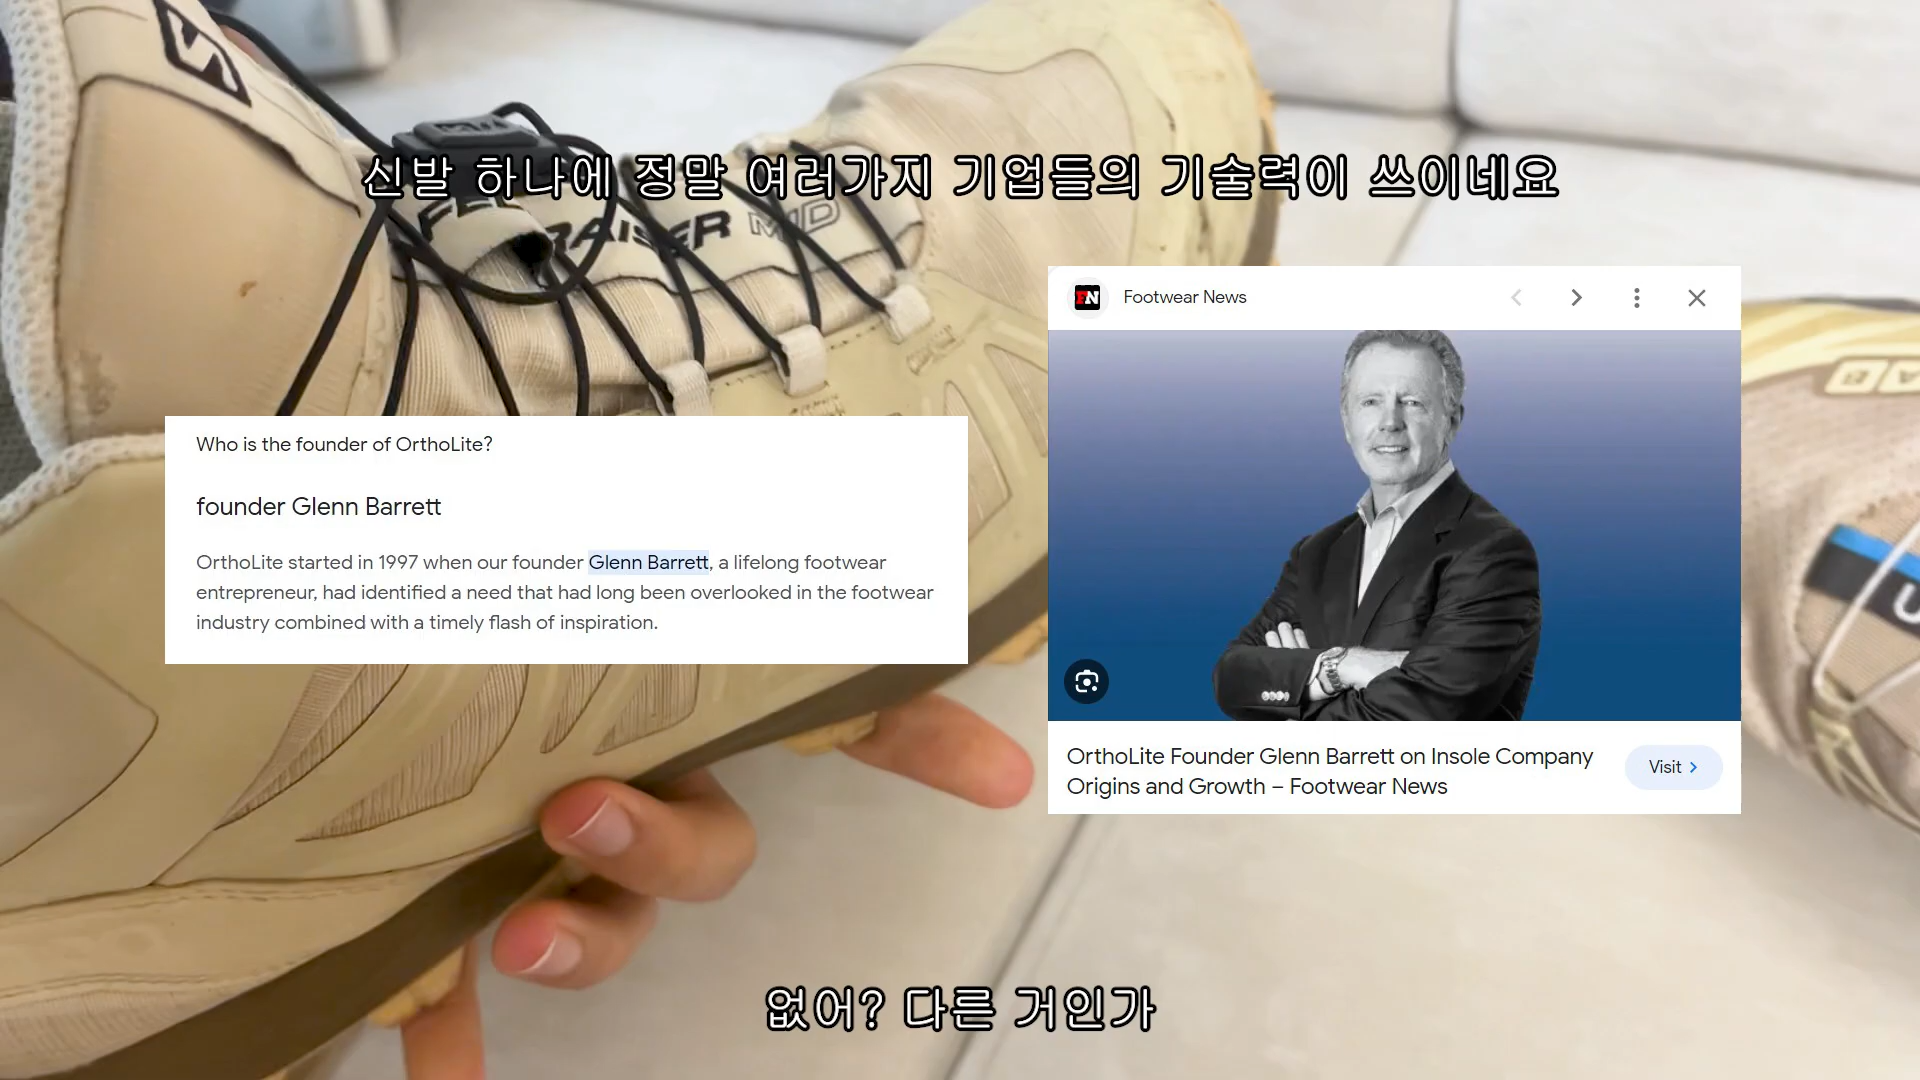 신발 하나에 정말 여러가지 기업들의 기술력이 쓰이네요
RAISER MID
Footwear News
Who is the founder of OrthoLite?
founder Glenn Barrett
OrthoLite started in 1997 when our founder Glenn Barrett, a lifelong footwear
entrepreneur, had identified a need that had long been overlooked in the footwear
industry combined with a timely flash of inspiration.
OrthoLite Founder Glenn Barrett on Insole Company
Origins and Growth – Footwear News
Visit
없어? 다른 거인가